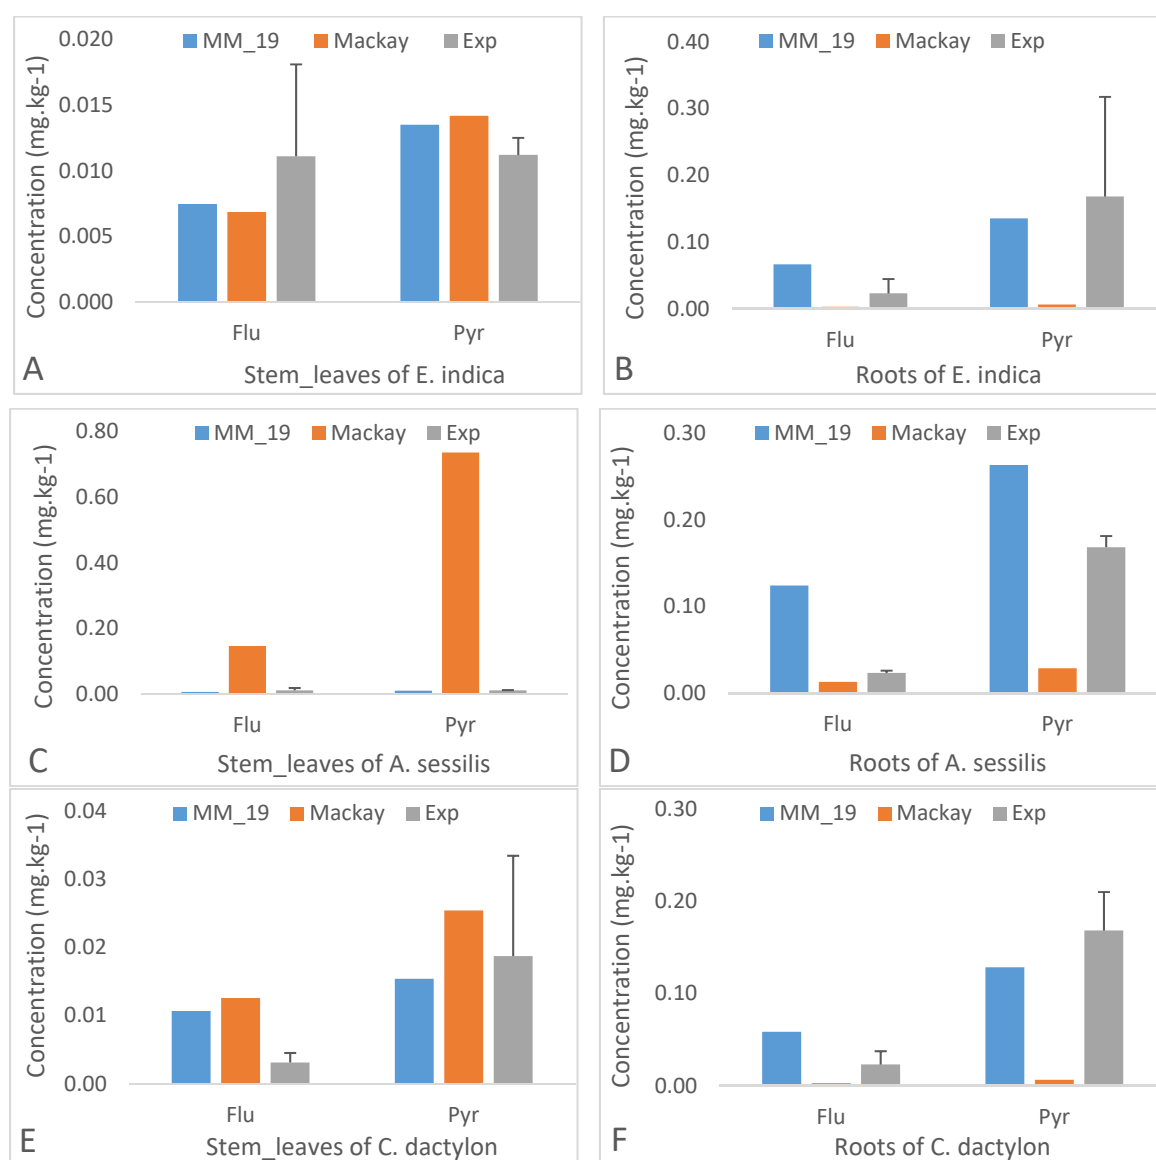 MM_19 Mackay Exp
Concentration (mg.kg-1)
0.020
0.015
0.010
0.005
0.000
Flu Pyr
A
Stem_leaves of E. indica
MM_19 Mackay Exp
Concentration (mg.kg-1)
0.40
0.30
0.20
0.10
0.00
Flu Pyr
B
Roots of E. indica
MM_19 Mackay Exp
Concentration (mg.kg-1)
0.80
0.60
0.40
0.20
0.00
Flu Pyr
C
Stem_leaves of A. sessilis
MM_19 Mackay Exp
Concentration (mg.kg-1)
0.30
0.20
0.10
0.00
Flu Pyr
D
Roots of A. sessilis
MM_19 Mackay Exp
Concentration (mg.kg-1)
0.04
0.03
0.02
0.01
0.00
Flu Pyr
E
Stem_leaves of C. dactylon
MM_19 Mackay Exp
Concentration (mg.kg-1)
0.30
0.20
0.10
0.00
Flu Pyr
F
Roots of C. dactylon